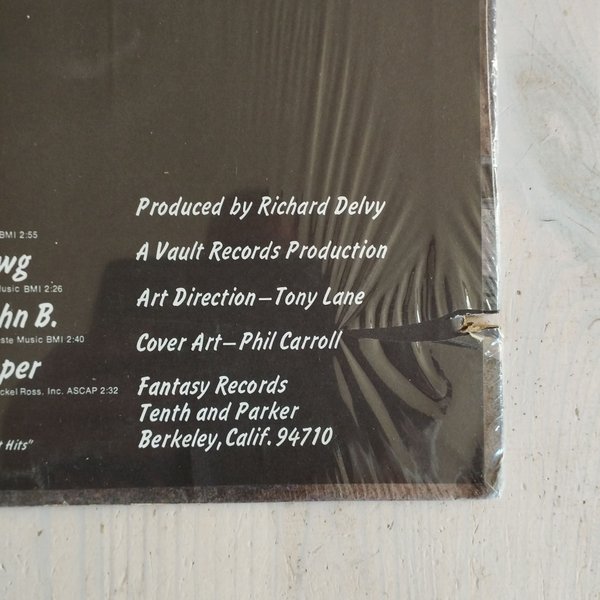 BMI 2:55
wg
Music BMI 2:26
hn B.
ste Music BMI 2:40
per
ckel Ross. Inc. ASCAP 2:32
t Hits"
Produced by Richard Delvy
A Vault Records Production
Art Direction—Tony Lane
Cover Art—Phil Carroll
Fantasy Records
Tenth and Parker
Berkeley, Calif. 94710